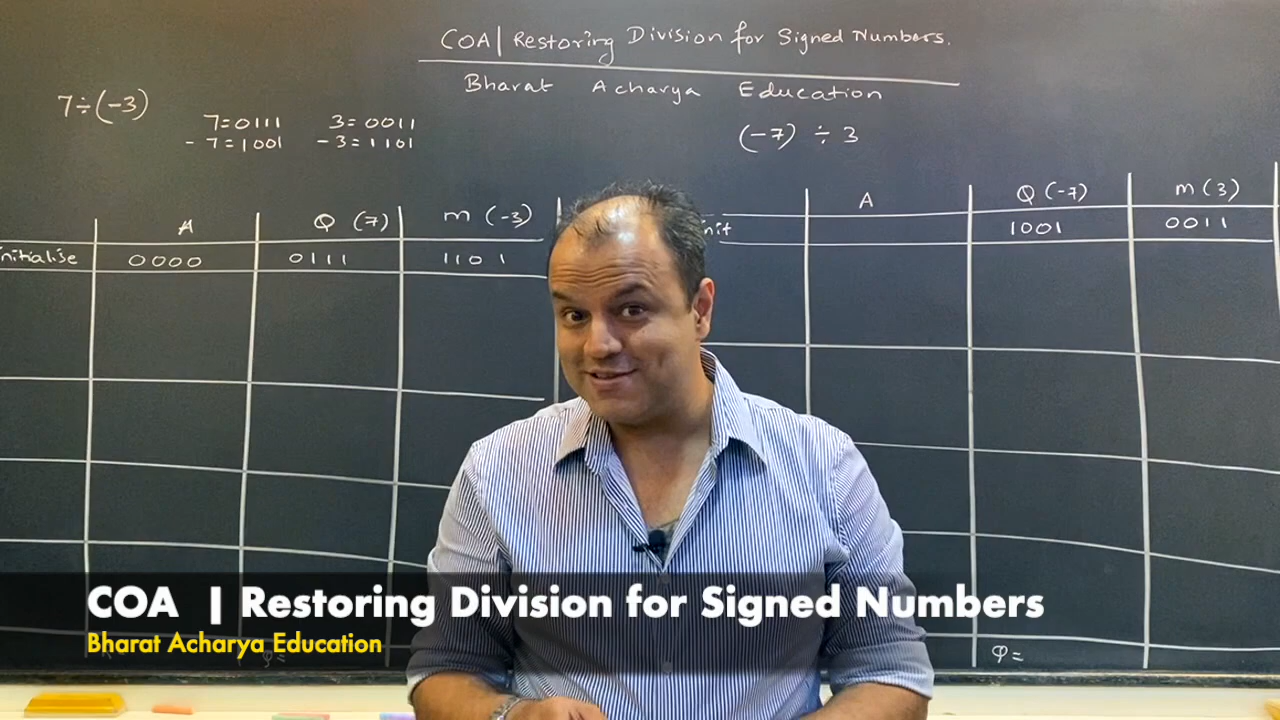 COA | Restoring Division for Signed Numbers.
Bharat Acharya Education
7 ÷ (-3)
7 = 0111 3 = 0011
- 7 = 1001 - 3 = 1101
(-7) ÷ 3
A Q (7) M (-3)
initialise 0000 0111 1101
A Q (-7) M (3)
1001 0011
Q =
COA | Restoring Division for Signed Numbers
Bharat Acharya Education